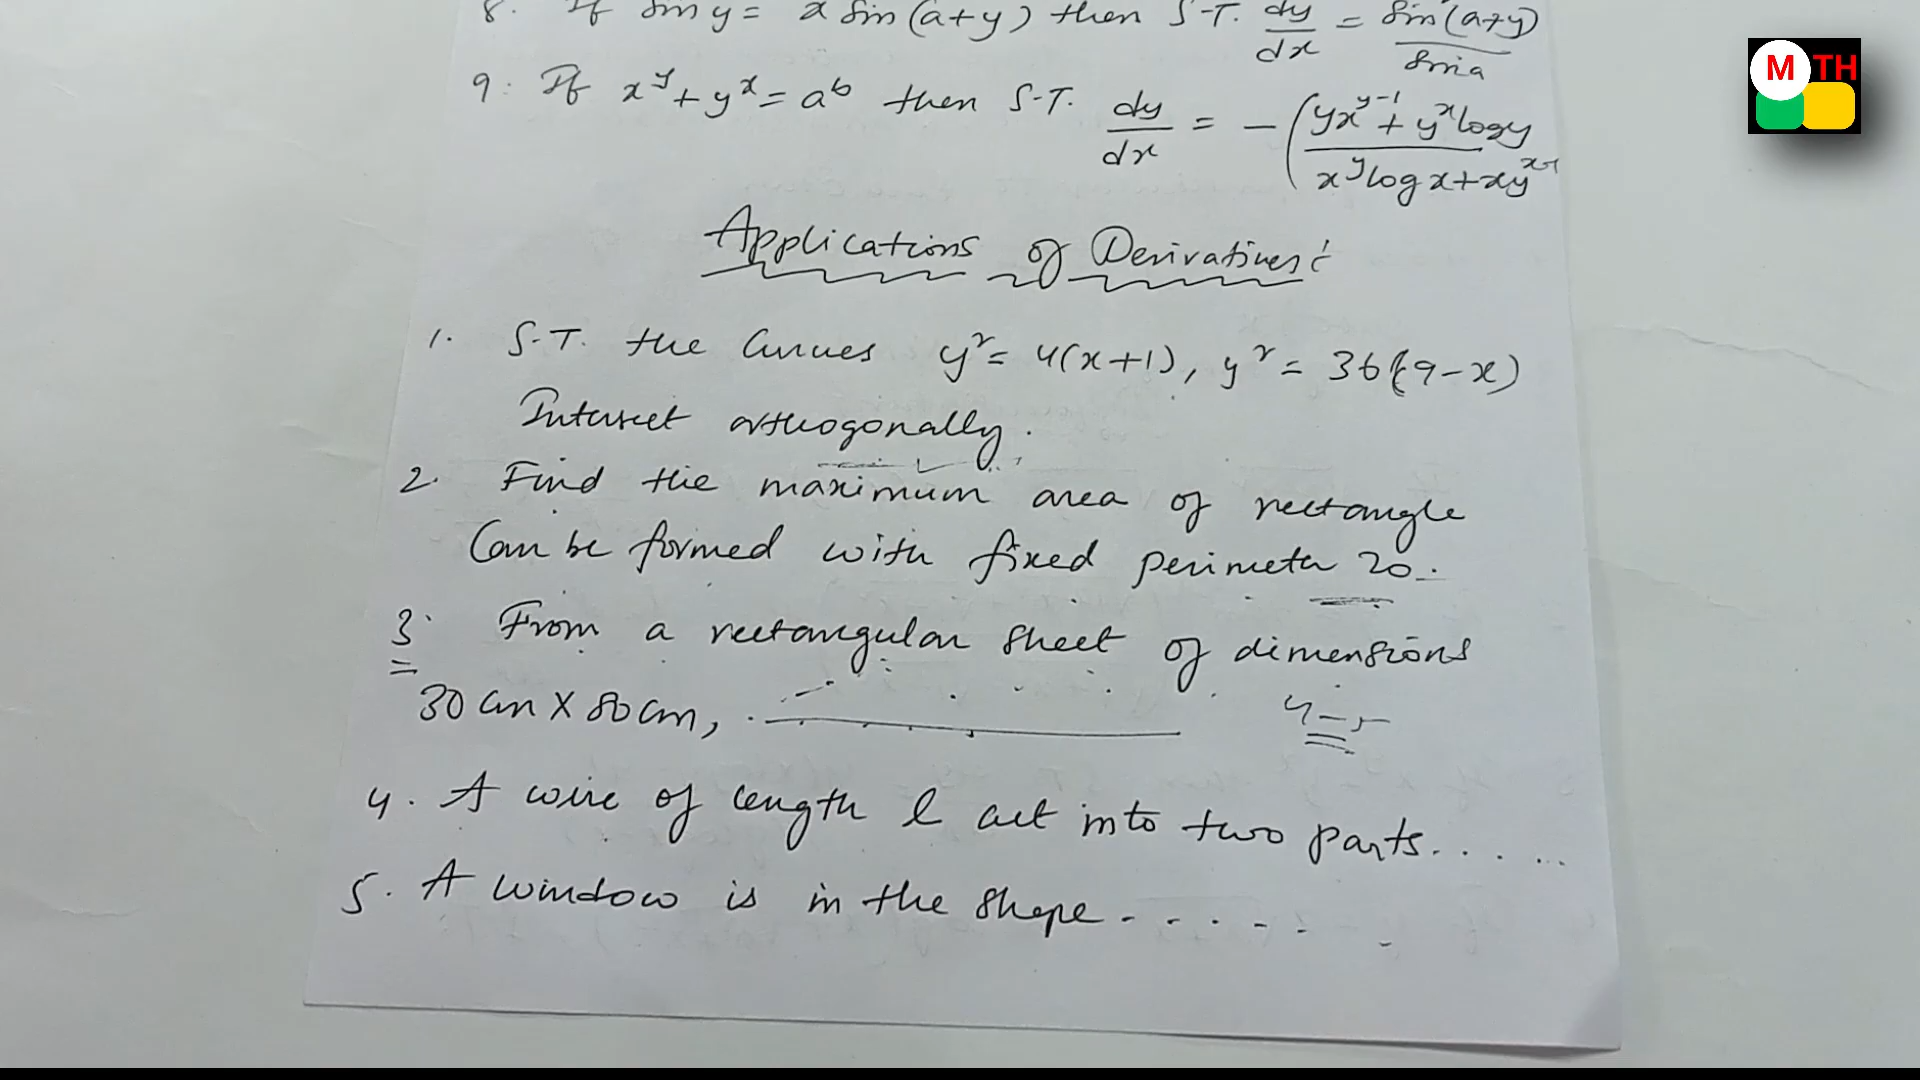 8. If Sin y = x Sin (a+y) then S-T. dy/dx = Sin(a+y)/Sin a
9. If x^y + y^x = a^b then S-T. dy/dx = -(yx^{y-1} + y^x log y / x^y log x + xy^{x-1}
Applications of Derivatives:
1. S-T. the Curves y² = 4(x+1), y² = 36(9-x)
Intersect orthogonally.
2. Find the maximum area of rectangle
Can be formed with fixed perimeter 20.
3. From a rectangular sheet of dimensions
30 cm X 80 cm,
4. A wire of length l cut into two parts......
5. A window is in the shape......
M TH